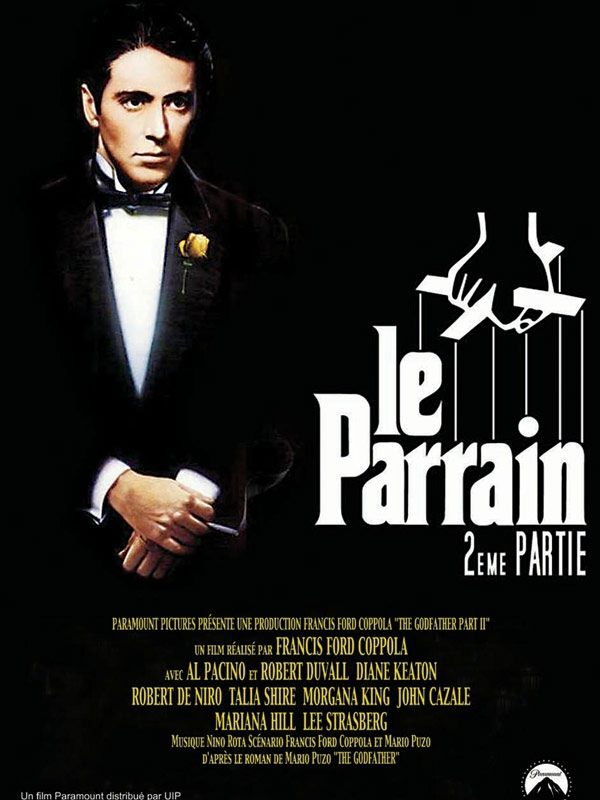 le
Parrain
2EME PARTIE
PARAMOUNT PICTURES PRÉSENTE UNE PRODUCTION FRANCIS FORD COPPOLA "THE GODFATHER PART II"
UN FILM RÉALISÉ PAR FRANCIS FORD COPPOLA
AVEC AL PACINO ET ROBERT DUVALL DIANE KEATON
ROBERT DE NIRO TALIA SHIRE MORGANA KING JOHN CAZALE
MARIANA HILL LEE STRASBERG
MUSIQUE NINO ROTA SCÉNARIO FRANCIS FORD COPPOLA ET MARIO PUZO
D'APRÈS LE ROMAN DE MARIO PUZO "THE GODFATHER"
Paramount
Un film Paramount distribué par UIP